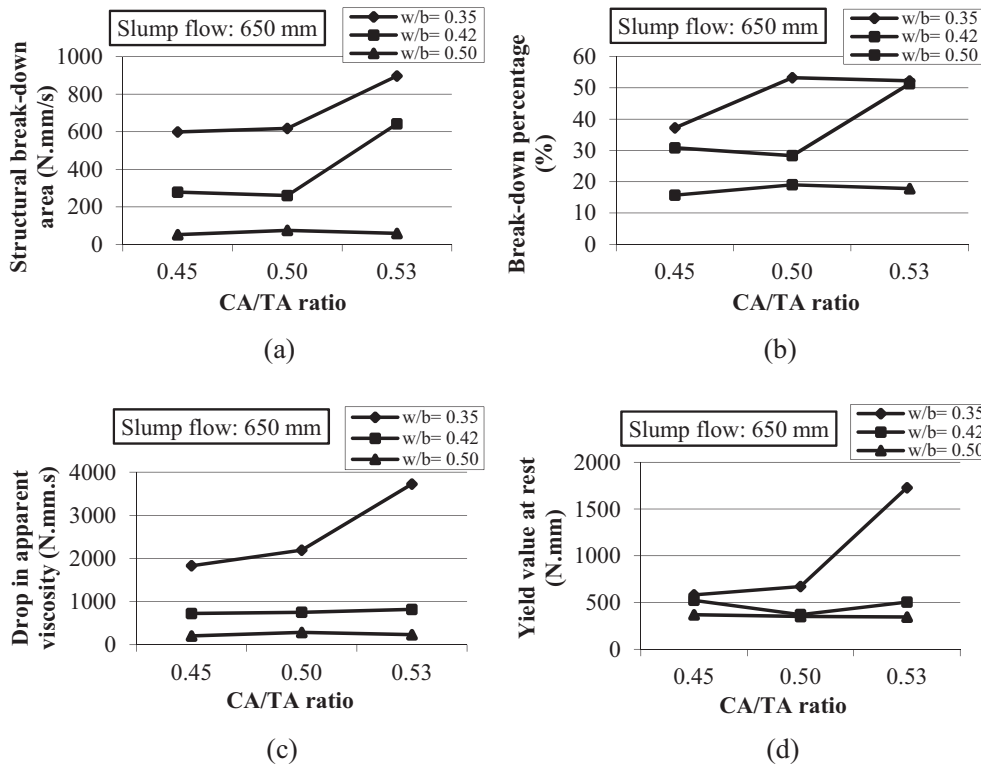 Slump flow: 650 mm
w/b= 0.35
w/b= 0.42
w/b= 0.50
Structural break-down
area (N.mm/s)
1000
800
600
400
200
0
0.45 0.50 0.53
CA/TA ratio
(a)
Slump flow: 650 mm
w/b= 0.35
w/b= 0.42
w/b= 0.50
Break-down percentage
(%)
60
50
40
30
20
10
0
0.45 0.50 0.53
CA/TA ratio
(b)
Slump flow: 650 mm
w/b= 0.35
w/b= 0.42
w/b= 0.50
Drop in apparent
viscosity (N.mm.s)
4000
3000
2000
1000
0
0.45 0.50 0.53
CA/TA ratio
(c)
Slump flow: 650 mm
w/b= 0.35
w/b= 0.42
w/b= 0.50
Yield value at rest
(N.mm)
2000
1500
1000
500
0
0.45 0.50 0.53
CA/TA ratio
(d)